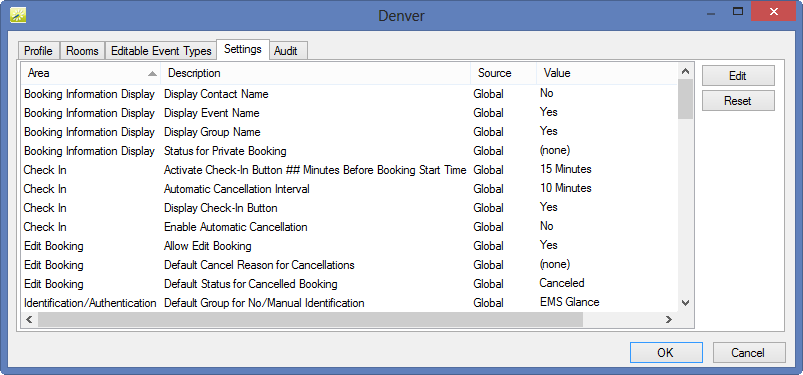 Denver
Profile Rooms Editable Event Types Settings Audit
Area Description Source Value
Booking Information Display Display Contact Name Global No
Booking Information Display Display Event Name Global Yes
Booking Information Display Display Group Name Global Yes
Booking Information Display Status for Private Booking Global (none)
Check In Activate Check-In Button ## Minutes Before Booking Start Time Global 15 Minutes
Check In Automatic Cancellation Interval Global 10 Minutes
Check In Display Check-In Button Global Yes
Check In Enable Automatic Cancellation Global No
Edit Booking Allow Edit Booking Global Yes
Edit Booking Default Cancel Reason for Cancellations Global (none)
Edit Booking Default Status for Cancelled Booking Global Canceled
Identification/Authentication Default Group for No/Manual Identification Global EMS Glance
Edit
Reset
OK Cancel